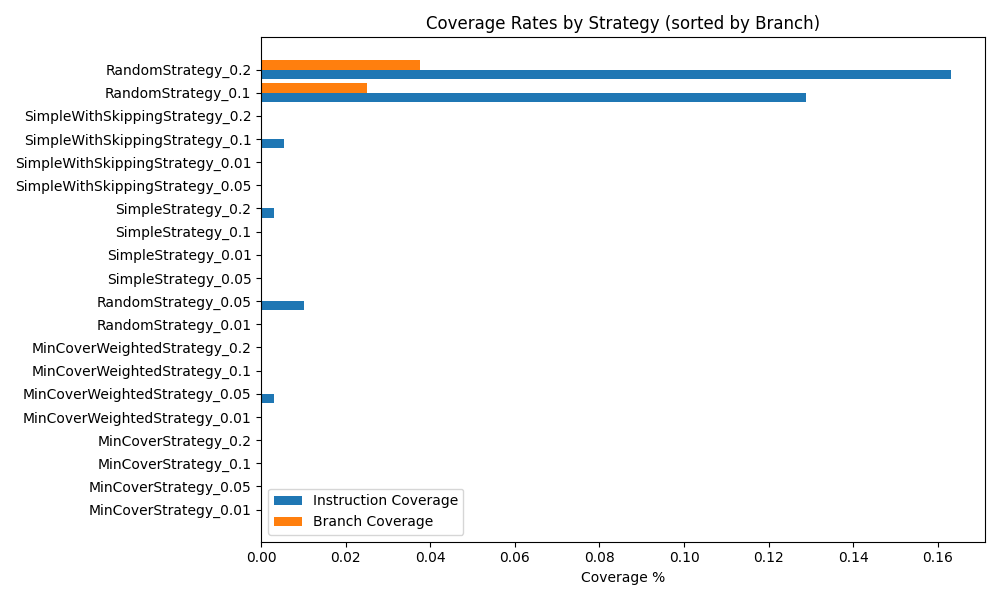 Coverage Rates by Strategy (sorted by Branch)
RandomStrategy_0.2
RandomStrategy_0.1
SimpleWithSkippingStrategy_0.2
SimpleWithSkippingStrategy_0.1
SimpleWithSkippingStrategy_0.01
SimpleWithSkippingStrategy_0.05
SimpleStrategy_0.2
SimpleStrategy_0.1
SimpleStrategy_0.01
SimpleStrategy_0.05
RandomStrategy_0.05
RandomStrategy_0.01
MinCoverWeightedStrategy_0.2
MinCoverWeightedStrategy_0.1
MinCoverWeightedStrategy_0.05
MinCoverWeightedStrategy_0.01
MinCoverStrategy_0.2
MinCoverStrategy_0.1
MinCoverStrategy_0.05
MinCoverStrategy_0.01
Instruction Coverage
Branch Coverage
0.00 0.02 0.04 0.06 0.08 0.10 0.12 0.14 0.16
Coverage %